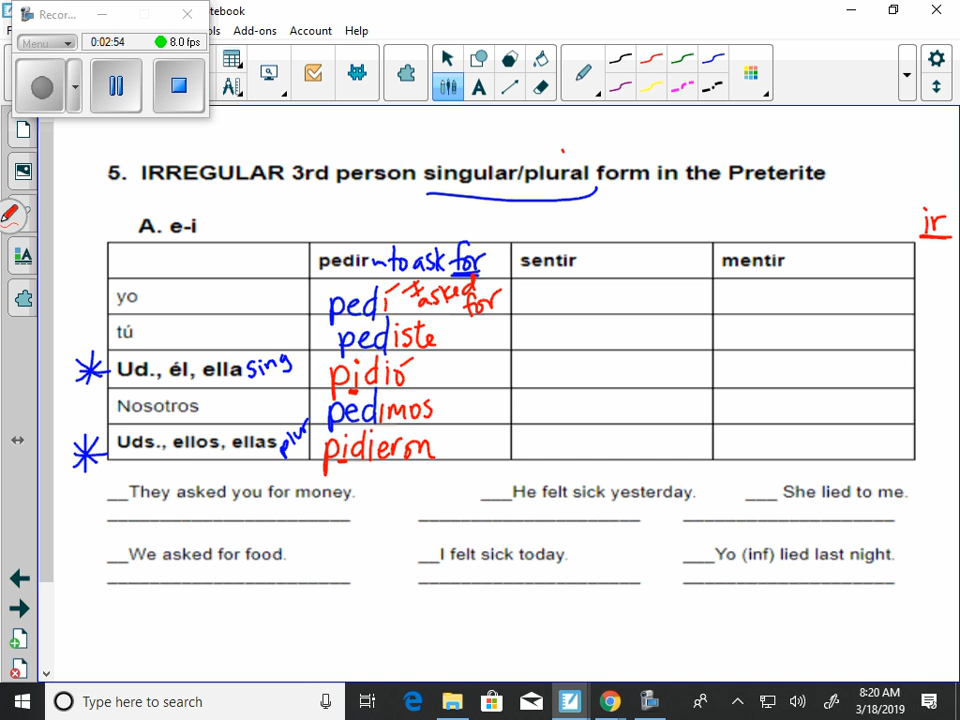 Recor...
otebook
Menu
0:02:54
8.0 fps
ols Add-ons Account Help
5. IRREGULAR 3rd person singular/plural form in the Preterite
A. e-i
ir
pedir to ask for sentir mentir
yo pedí I asked for
tú pediste
Ud., él, ella sing pidió
Nosotros pedimos
Uds., ellos, ellas plur pidieron
__They asked you for money. ___He felt sick yesterday. ___ She lied to me.
__We asked for food. __I felt sick today. ___Yo (inf) lied last night.
Type here to search
8:20 AM
3/18/2019